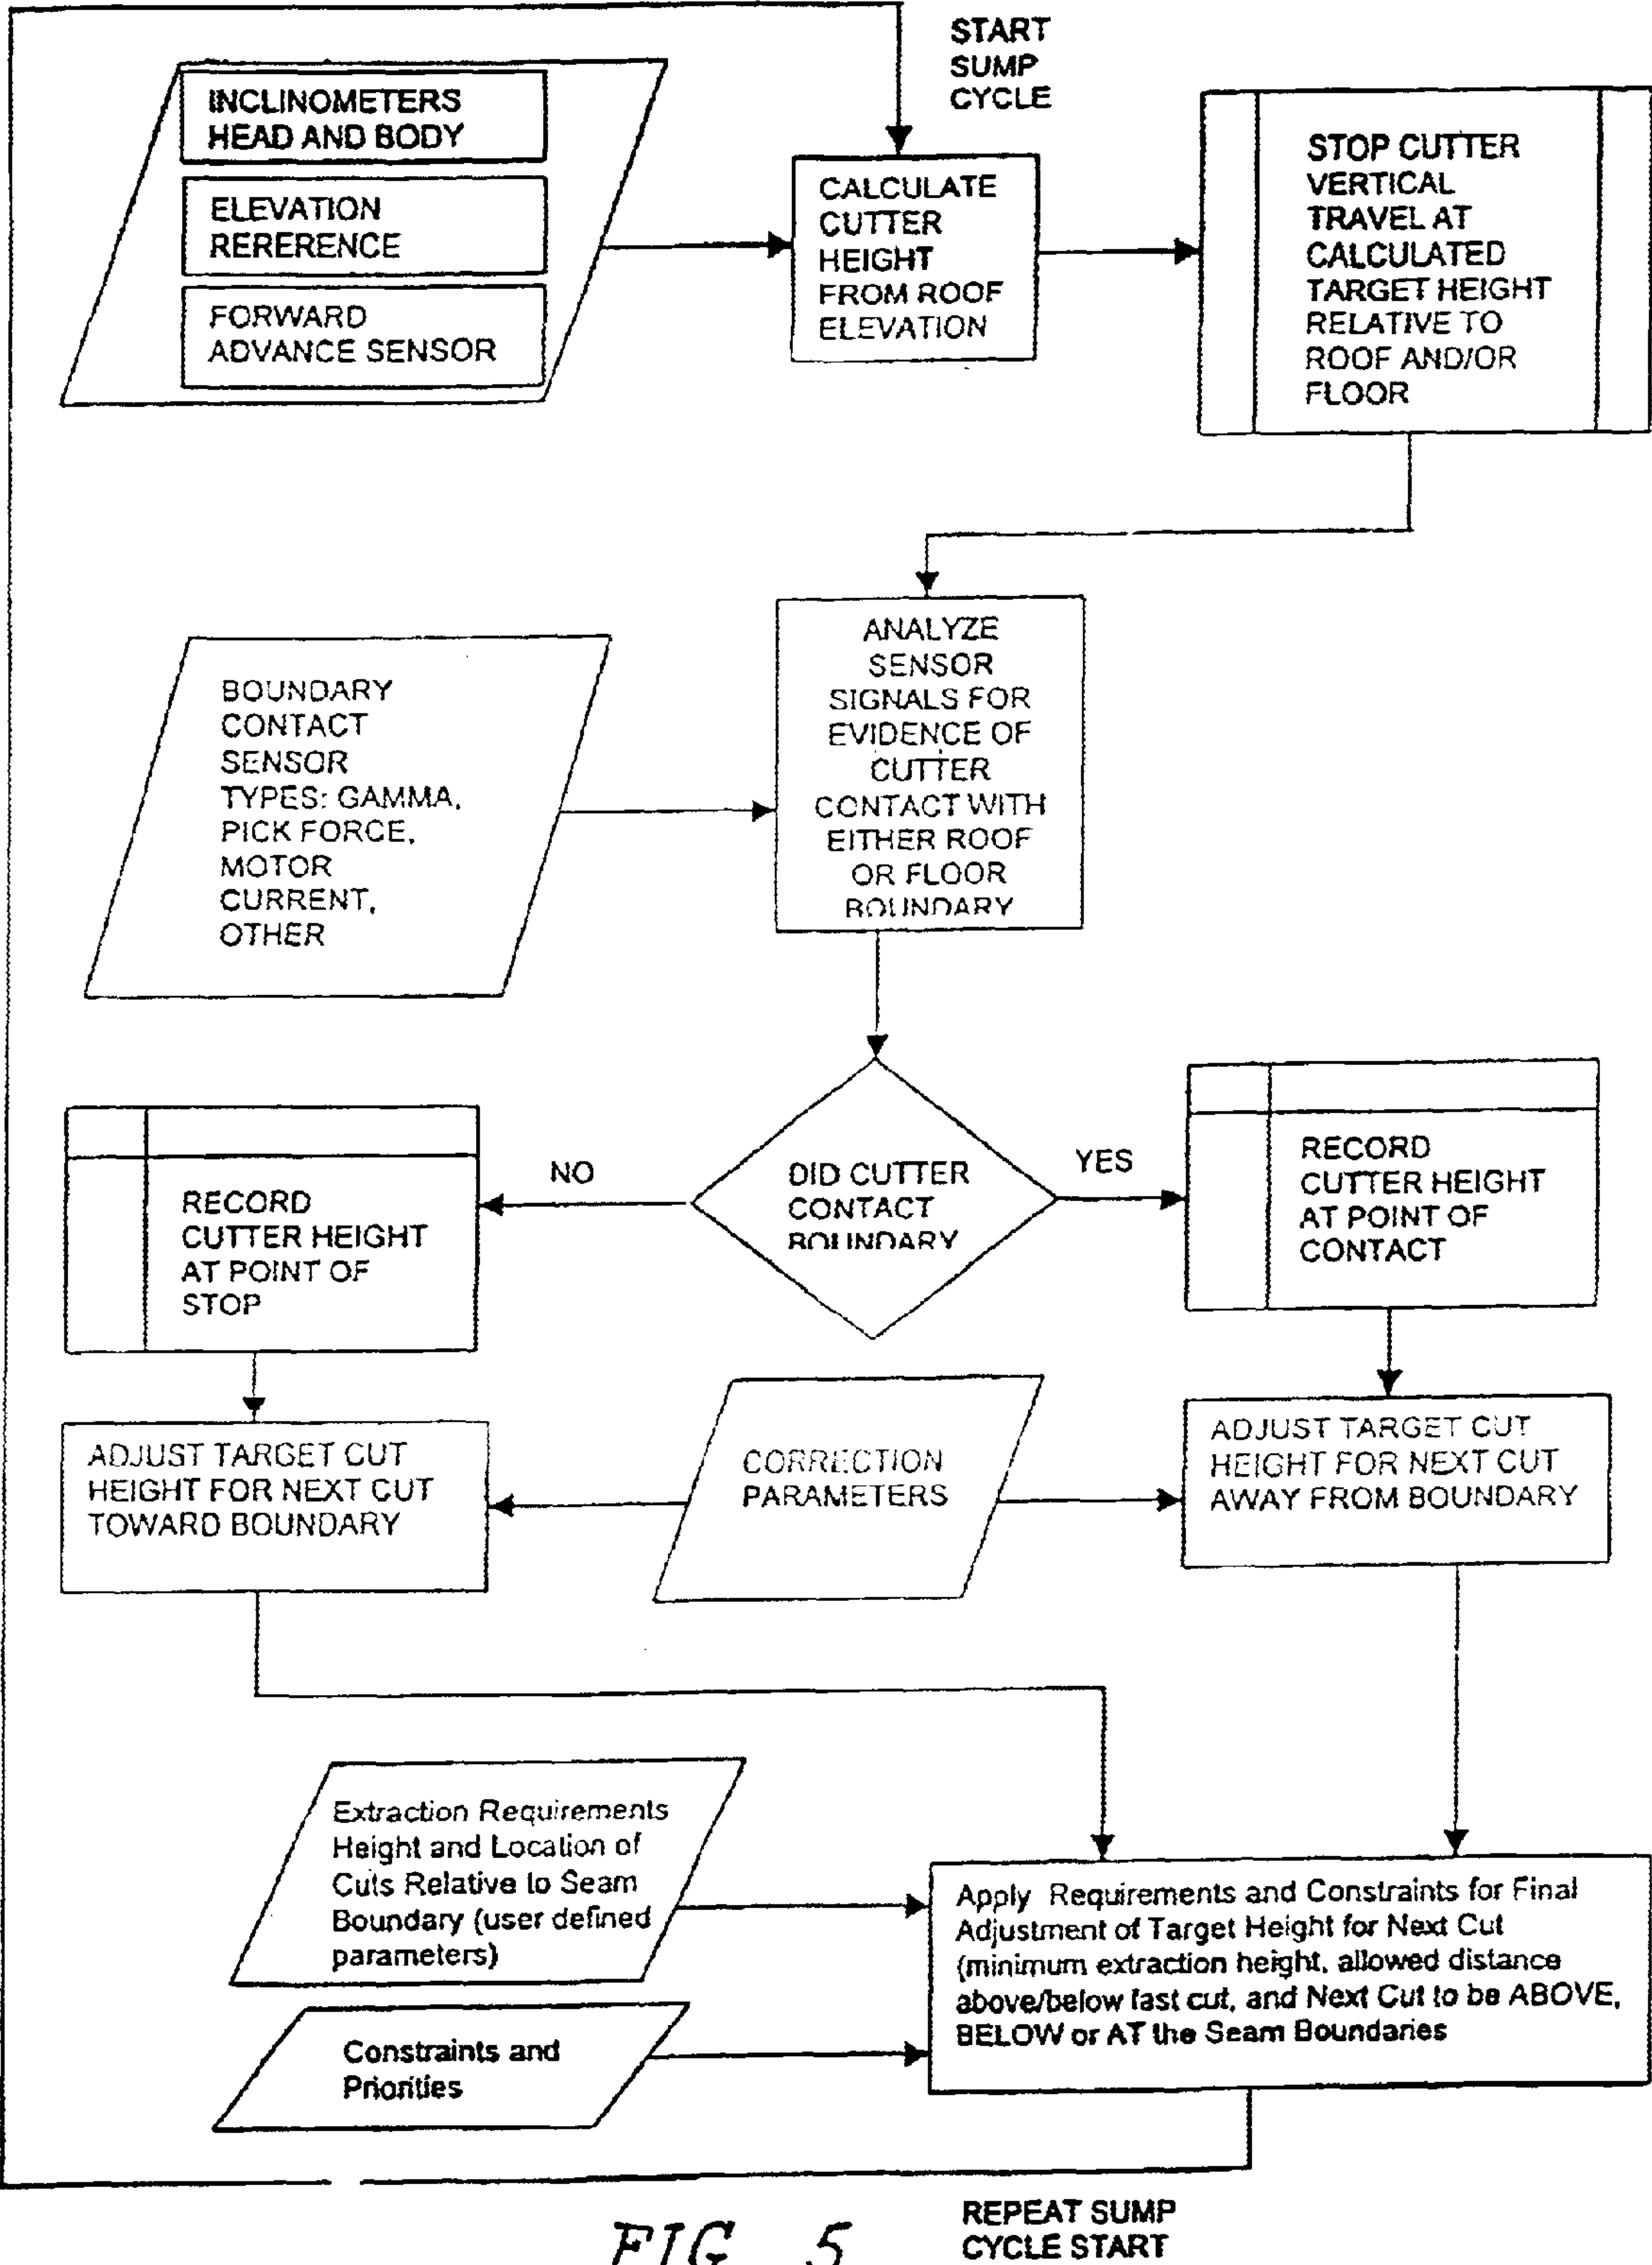 START
SUMP
CYCLE
INCLINOMETERS
HEAD AND BODY
ELEVATION
RERERENCE
FORWARD
ADVANCE SENSOR
CALCULATE
CUTTER
HEIGHT
FROM ROOF
ELEVATION
STOP CUTTER
VERTICAL
TRAVEL AT
CALCULATED
TARGET HEIGHT
RELATIVE TO
ROOF AND/OR
FLOOR
BOUNDARY
CONTACT
SENSOR
TYPES: GAMMA,
PICK FORCE,
MOTOR
CURRENT,
OTHER
ANALYZE
SENSOR
SIGNALS FOR
EVIDENCE OF
CUTTER
CONTACT WITH
EITHER ROOF
OR FLOOR
BOUNDARY
DID CUTTER
CONTACT
BOUNDARY
NO
YES
RECORD
CUTTER HEIGHT
AT POINT OF
STOP
RECORD
CUTTER HEIGHT
AT POINT OF
CONTACT
ADJUST TARGET CUT
HEIGHT FOR NEXT CUT
TOWARD BOUNDARY
CORRECTION
PARAMETERS
ADJUST TARGET CUT
HEIGHT FOR NEXT CUT
AWAY FROM BOUNDARY
Extraction Requirements
Height and Location of
Cuts Relative to Seam
Boundary (user defined
parameters)
Constraints and
Priorities
Apply Requirements and Constraints for Final
Adjustment of Target Height for Next Cut
(minimum extraction height, allowed distance
above/below fast cut, and Next Cut to be ABOVE,
BELOW or AT the Seam Boundaries
REPEAT SUMP
CYCLE START
FIG. 5